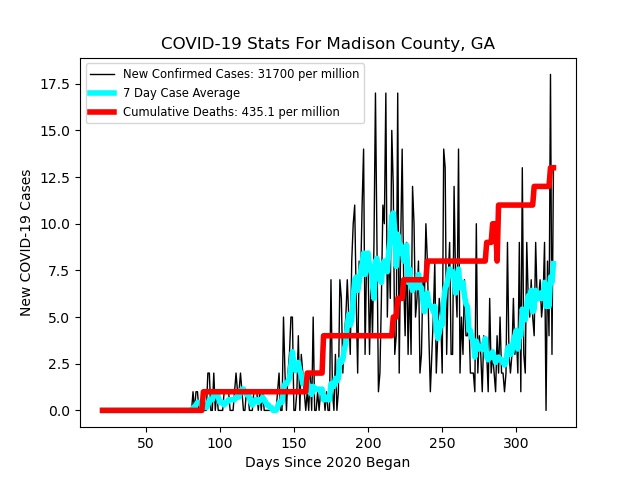 COVID-19 Stats For Madison County, GA
New Confirmed Cases: 31700 per million
7 Day Case Average
Cumulative Deaths: 435.1 per million
New COVID-19 Cases
17.5
15.0
12.5
10.0
7.5
5.0
2.5
0.0
50 100 150 200 250 300
Days Since 2020 Began